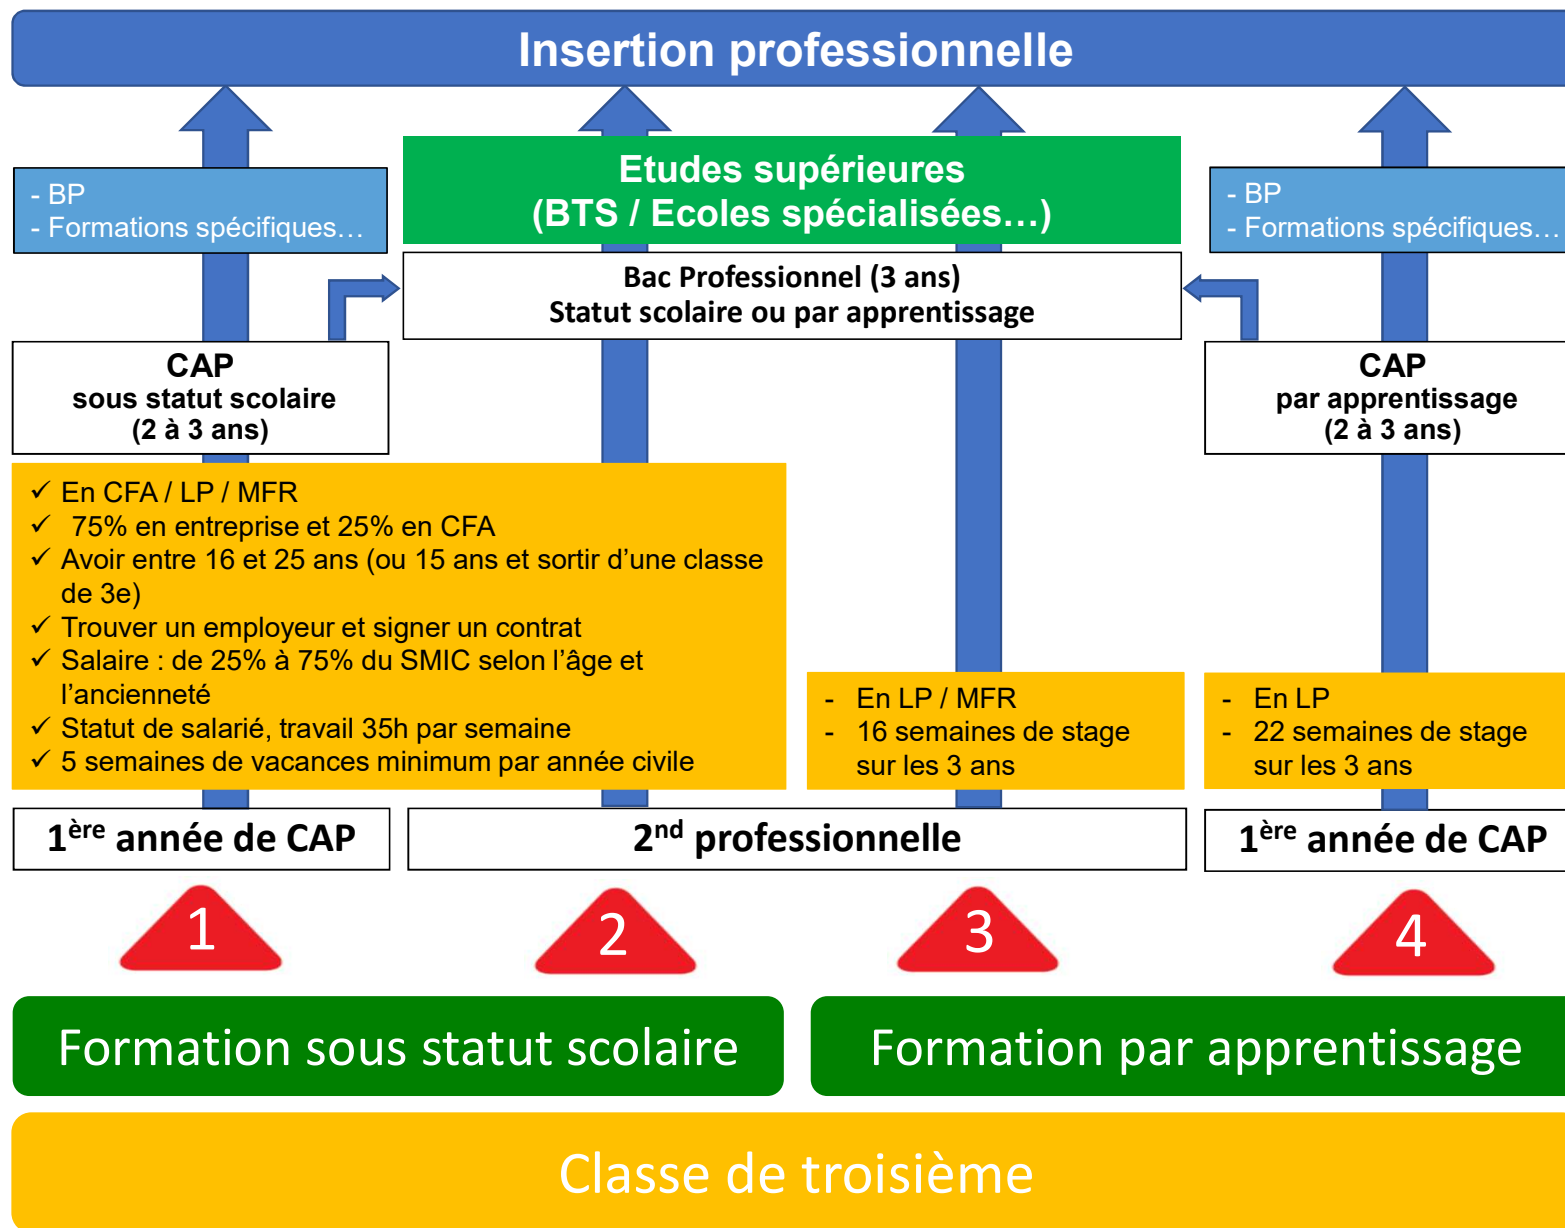 Insertion professionnelle
- BP
- Formations spécifiques…
Etudes supérieures
(BTS / Ecoles spécialisées…)
- BP
- Formations spécifiques…
Bac Professionnel (3 ans)
Statut scolaire ou par apprentissage
CAP
sous statut scolaire
(2 à 3 ans)
CAP
par apprentissage
(2 à 3 ans)
✓ En CFA / LP / MFR
✓ 75% en entreprise et 25% en CFA
✓ Avoir entre 16 et 25 ans (ou 15 ans et sortir d’une classe
de 3e)
✓ Trouver un employeur et signer un contrat
✓ Salaire : de 25% à 75% du SMIC selon l’âge et
l’ancienneté
✓ Statut de salarié, travail 35h par semaine
✓ 5 semaines de vacances minimum par année civile
- En LP / MFR
- 16 semaines de stage
sur les 3 ans
- En LP
- 22 semaines de stage
sur les 3 ans
1ère année de CAP
2nd professionnelle
1ère année de CAP
1
2
3
4
Formation sous statut scolaire
Formation par apprentissage
Classe de troisième